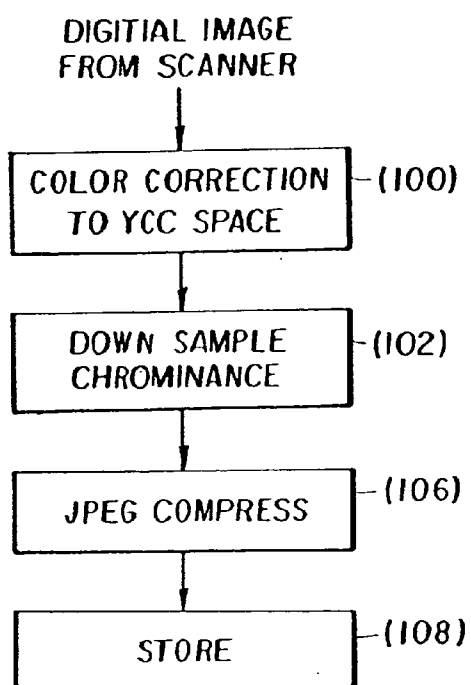 DIGITIAL IMAGE
FROM SCANNER
COLOR CORRECTION
TO YCC SPACE
(100)
DOWN SAMPLE
CHROMINANCE
(102)
JPEG COMPRESS
(106)
STORE
(108)